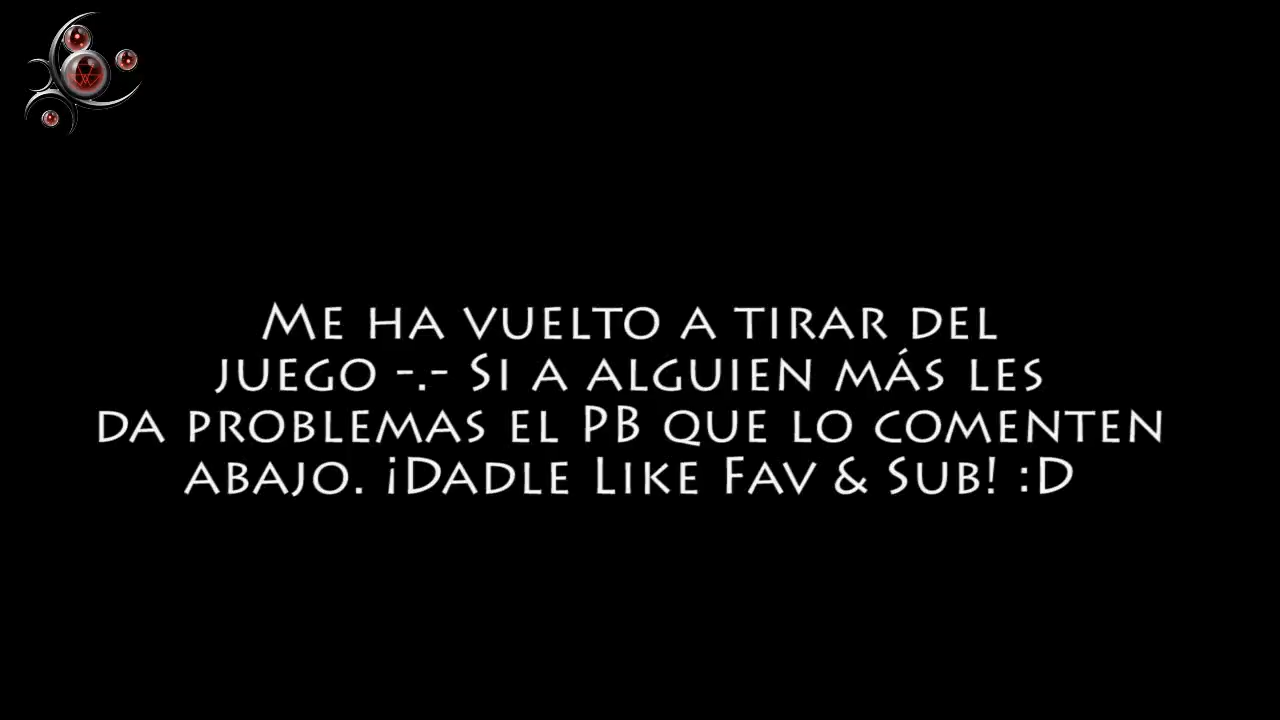 Me ha vuelto a tirar del
juego -.- Si a alguien más les
da problemas el PB que lo comenten
abajo. ¡Dadle Like Fav & Sub! :D